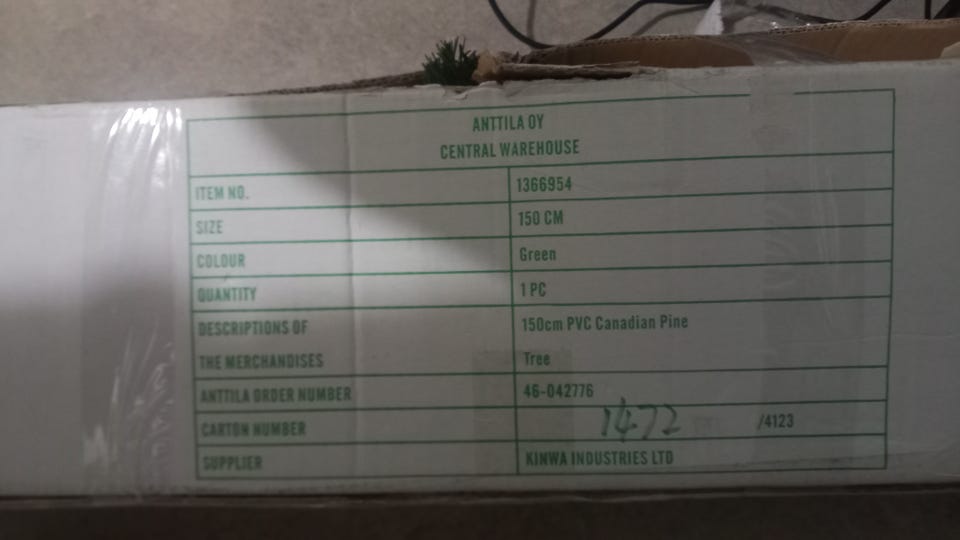 ANTTILA OY
CENTRAL WAREHOUSE
ITEM NO. 1366954
SIZE 150 CM
COLOUR Green
QUANTITY 1 PC
DESCRIPTIONS OF 150cm PVC Canadian Pine
THE MERCHANDISES Tree
ANTTILA ORDER NUMBER 46-042776
CARTON NUMBER 1472 /4123
SUPPLIER KINWA INDUSTRIES LTD